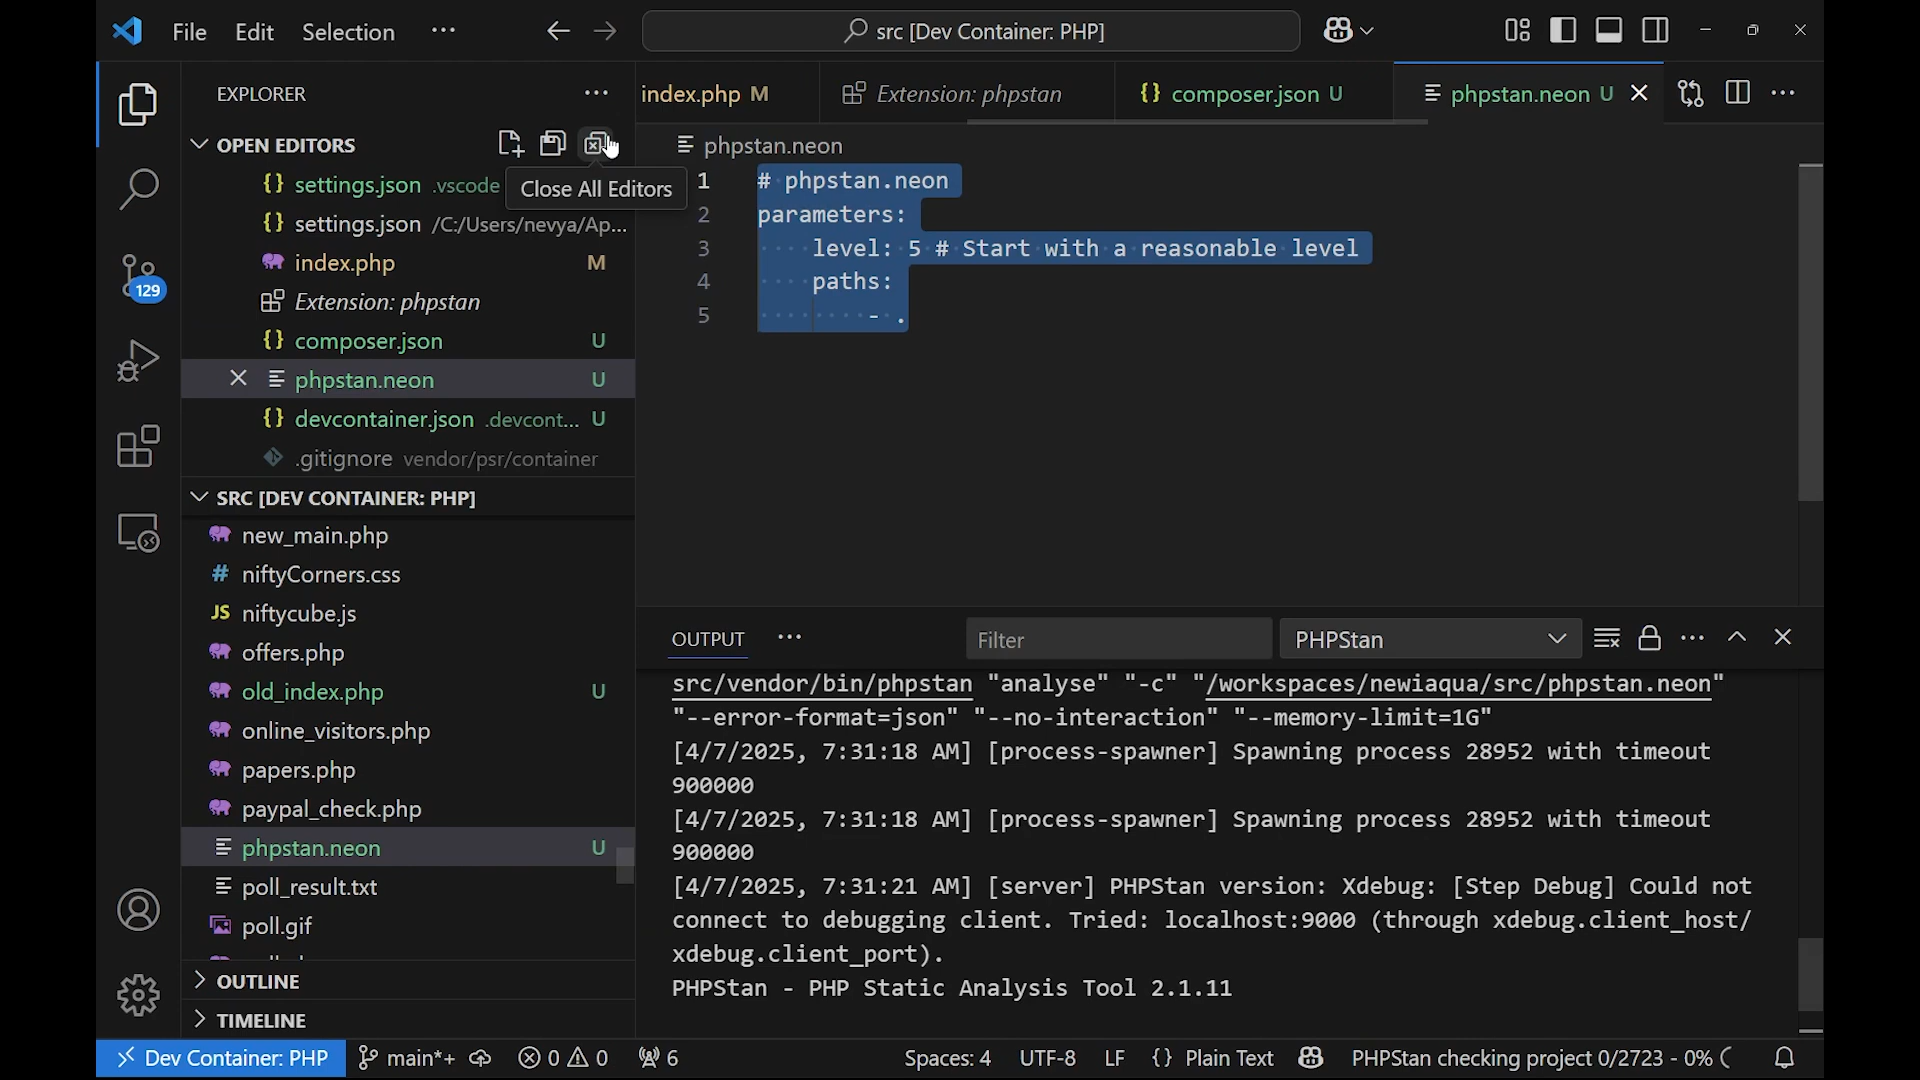 File Edit Selection ··· src [Dev Container: PHP]
EXPLORER ···
OPEN EDITORS
Close All Editors
{} settings.json .vscode
{} settings.json /C:/Users/nevya/Ap...
index.php M
Extension: phpstan
{} composer.json U
phpstan.neon U
{} devcontainer.json .devcont... U
.gitignore vendor/psr/container
SRC [DEV CONTAINER: PHP]
new_main.php
# niftyCorners.css
JS niftycube.js
offers.php
old_index.php U
online_visitors.php
papers.php
paypal_check.php
phpstan.neon U
poll_result.txt
poll.gif
OUTLINE
TIMELINE
129
index.php M Extension: phpstan {} composer.json U phpstan.neon U
phpstan.neon
1 # phpstan.neon
2 parameters:
3 level: 5 # Start with a reasonable level
4 paths:
5 - .
OUTPUT ··· Filter PHPStan
src/vendor/bin/phpstan "analyse" "-c" "/workspaces/newiaqua/src/phpstan.neon"
"--error-format=json" "--no-interaction" "--memory-limit=1G"
[4/7/2025, 7:31:18 AM] [process-spawner] Spawning process 28952 with timeout
900000
[4/7/2025, 7:31:18 AM] [process-spawner] Spawning process 28952 with timeout
900000
[4/7/2025, 7:31:21 AM] [server] PHPStan version: Xdebug: [Step Debug] Could not
connect to debugging client. Tried: localhost:9000 (through xdebug.client_host/
xdebug.client_port).
PHPStan - PHP Static Analysis Tool 2.1.11
Dev Container: PHP main*+ 0 0 6 Spaces: 4 UTF-8 LF {} Plain Text PHPStan checking project 0/2723 - 0%